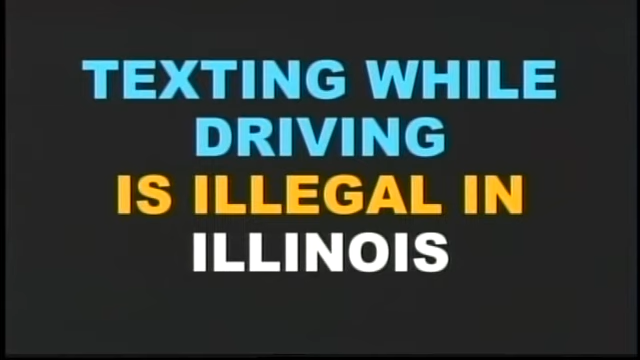 TEXTING WHILE
DRIVING
IS ILLEGAL IN
ILLINOIS